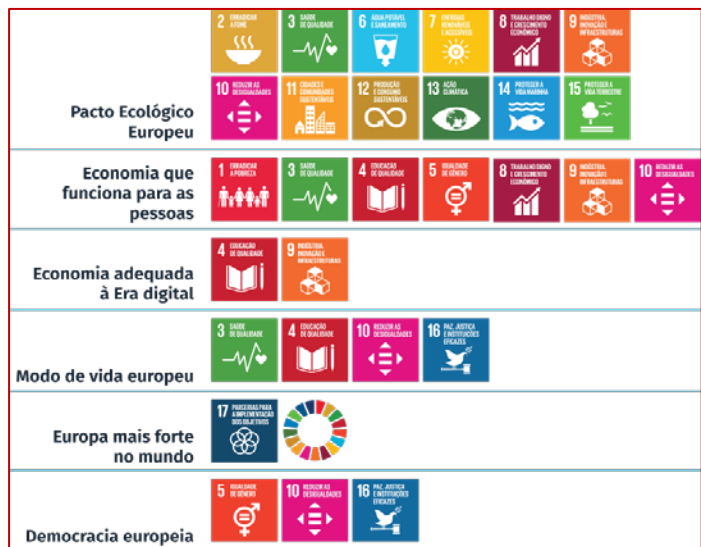 2 ERRADICAR A FOME
3 SAÚDE DE QUALIDADE
6 ÁGUA POTÁVEL E SANEAMENTO
7 ENERGIAS RENOVÁVEIS E ACESSÍVEIS
8 TRABALHO DIGNO E CRESCIMENTO ECONÓMICO
9 INDÚSTRIA, INOVAÇÃO E INFRAESTRUTURAS
10 REDUZIR AS DESIGUALDADES
11 CIDADES E COMUNIDADES SUSTENTÁVEIS
12 PRODUÇÃO E CONSUMO SUSTENTÁVEIS
13 AÇÃO CLIMÁTICA
14 PROTEGER A VIDA MARINHA
15 PROTEGER A VIDA TERRESTRE
Pacto Ecológico
Europeu
1 ERRADICAR A POBREZA
3 SAÚDE DE QUALIDADE
4 EDUCAÇÃO DE QUALIDADE
5 IGUALDADE DE GÉNERO
8 TRABALHO DIGNO E CRESCIMENTO ECONÓMICO
9 INDÚSTRIA, INOVAÇÃO E INFRAESTRUTURAS
10 REDUZIR AS DESIGUALDADES
Economia que
funciona para as
pessoas
4 EDUCAÇÃO DE QUALIDADE
9 INDÚSTRIA, INOVAÇÃO E INFRAESTRUTURAS
Economia adequada
à Era digital
3 SAÚDE DE QUALIDADE
4 EDUCAÇÃO DE QUALIDADE
10 REDUZIR AS DESIGUALDADES
16 PAZ, JUSTIÇA E INSTITUIÇÕES EFICAZES
Modo de vida europeu
17 PARCERIAS PARA A IMPLEMENTAÇÃO DOS OBJETIVOS
Europa mais forte
no mundo
5 IGUALDADE DE GÉNERO
10 REDUZIR AS DESIGUALDADES
16 PAZ, JUSTIÇA E INSTITUIÇÕES EFICAZES
Democracia europeia